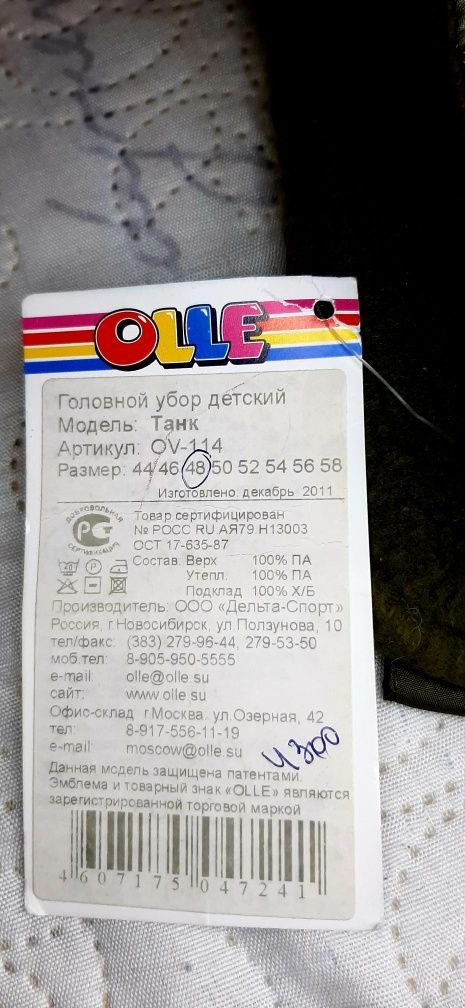 OLLE
Головной убор детский
Модель: Танк
Артикул: OV-114
Размер: 44 46 48 50 52 54 56 58
Изготовлено: декабрь 2011
ДОБРОВОЛЬНАЯ СЕРТИФИКАЦИЯ
Товар сертифицирован
№ РОСС RU.АЯ79.Н13003
ОСТ 17-635-87
Состав: Верх 100% ПА
Утепл. 100% ПА
Подклад 100% Х/Б
Производитель: ООО «Дельта-Спорт»
Россия, г.Новосибирск, ул.Ползунова, 10
тел/факс: (383) 279-96-44, 279-53-50
моб.тел: 8-905-950-5555
e-mail: olle@olle.su
сайт: www.olle.su
Офис-склад г.Москва: ул.Озерная, 42
тел: 8-917-556-11-19
e-mail: moscow@olle.su
4300
Данная модель защищена патентами.
Эмблема и товарный знак «OLLE» являются
зарегистрированной торговой маркой
4 607175 047241